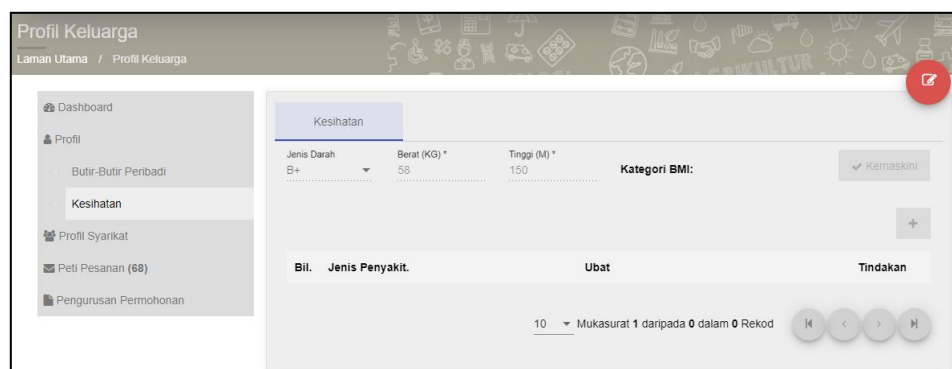 Profil Keluarga
Laman Utama / Profil Keluarga
Dashboard
Profil
Butir-Butir Peribadi
Kesihatan
Profil Syarikat
Peti Pesanan (68)
Pengurusan Permohonan
Kesihatan
Jenis Darah Berat (KG) * Tinggi (M) *
B+ 58 150 Kategori BMI: Kemaskini
+
Bil. Jenis Penyakit. Ubat Tindakan
10 Mukasurat 1 daripada 0 dalam 0 Rekod